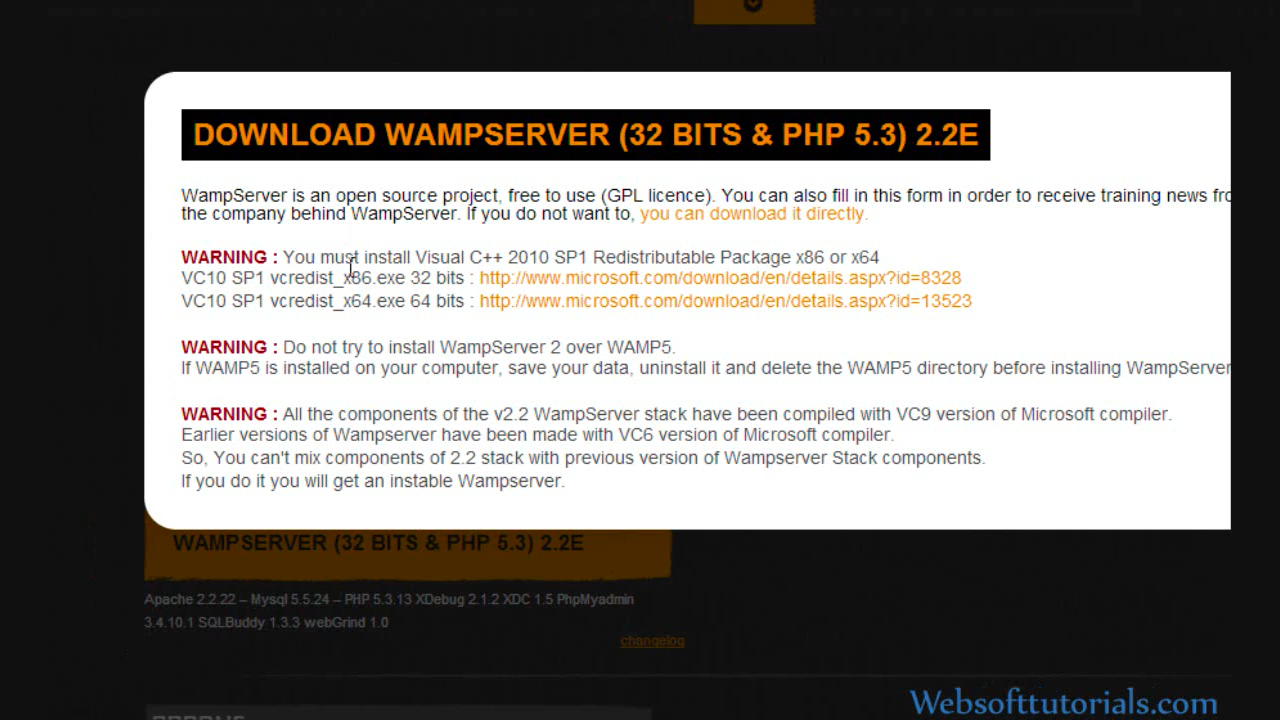 DOWNLOAD WAMPSERVER (32 BITS & PHP 5.3) 2.2E
WampServer is an open source project, free to use (GPL licence). You can also fill in this form in order to receive training news
the company behind WampServer. If you do not want to, you can download it directly.
WARNING : You must install Visual C++ 2010 SP1 Redistributable Package x86 or x64
VC10 SP1 vcredist_x86.exe 32 bits : http://www.microsoft.com/download/en/details.aspx?id=8328
VC10 SP1 vcredist_x64.exe 64 bits : http://www.microsoft.com/download/en/details.aspx?id=13523
WARNING : Do not try to install WampServer 2 over WAMP5.
If WAMP5 is installed on your computer, save your data, uninstall it and delete the WAMP5 directory before installing WampServer
WARNING : All the components of the v2.2 WampServer stack have been compiled with VC9 version of Microsoft compiler.
Earlier versions of Wampserver have been made with VC6 version of Microsoft compiler.
So, You can't mix components of 2.2 stack with previous version of Wampserver Stack components.
If you do it you will get an instable Wampserver.
WAMPSERVER (32 BITS & PHP 5.3) 2.2E
Apache 2.2.22 – Mysql 5.5.24 – PHP 5.3.13 XDebug 2.1.2 XDC 1.5 PhpMyadmin
3.4.10.1 SQLBuddy 1.3.3 webGrind 1.0
changelog
Websofttutorials.com